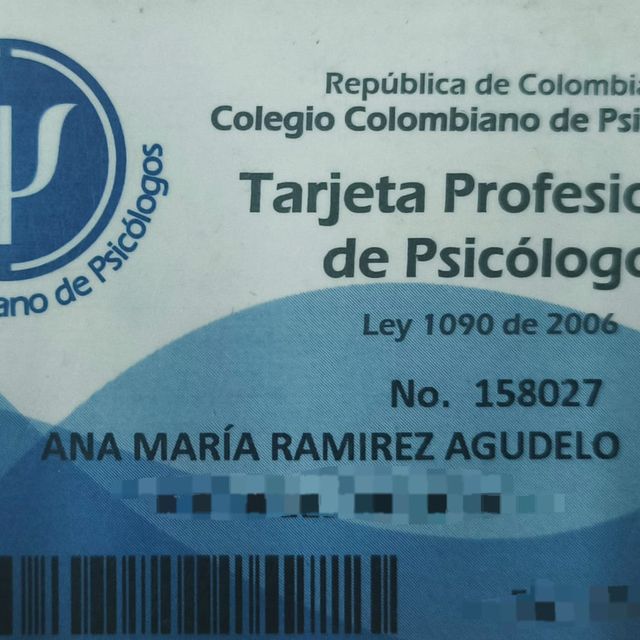 República de Colombia
Colegio Colombiano de Psi
Tarjeta Profesio
de Psicólogo
Ley 1090 de 2006
No. 158027
ANA MARÍA RAMIREZ AGUDELO
ano de Psicólogos